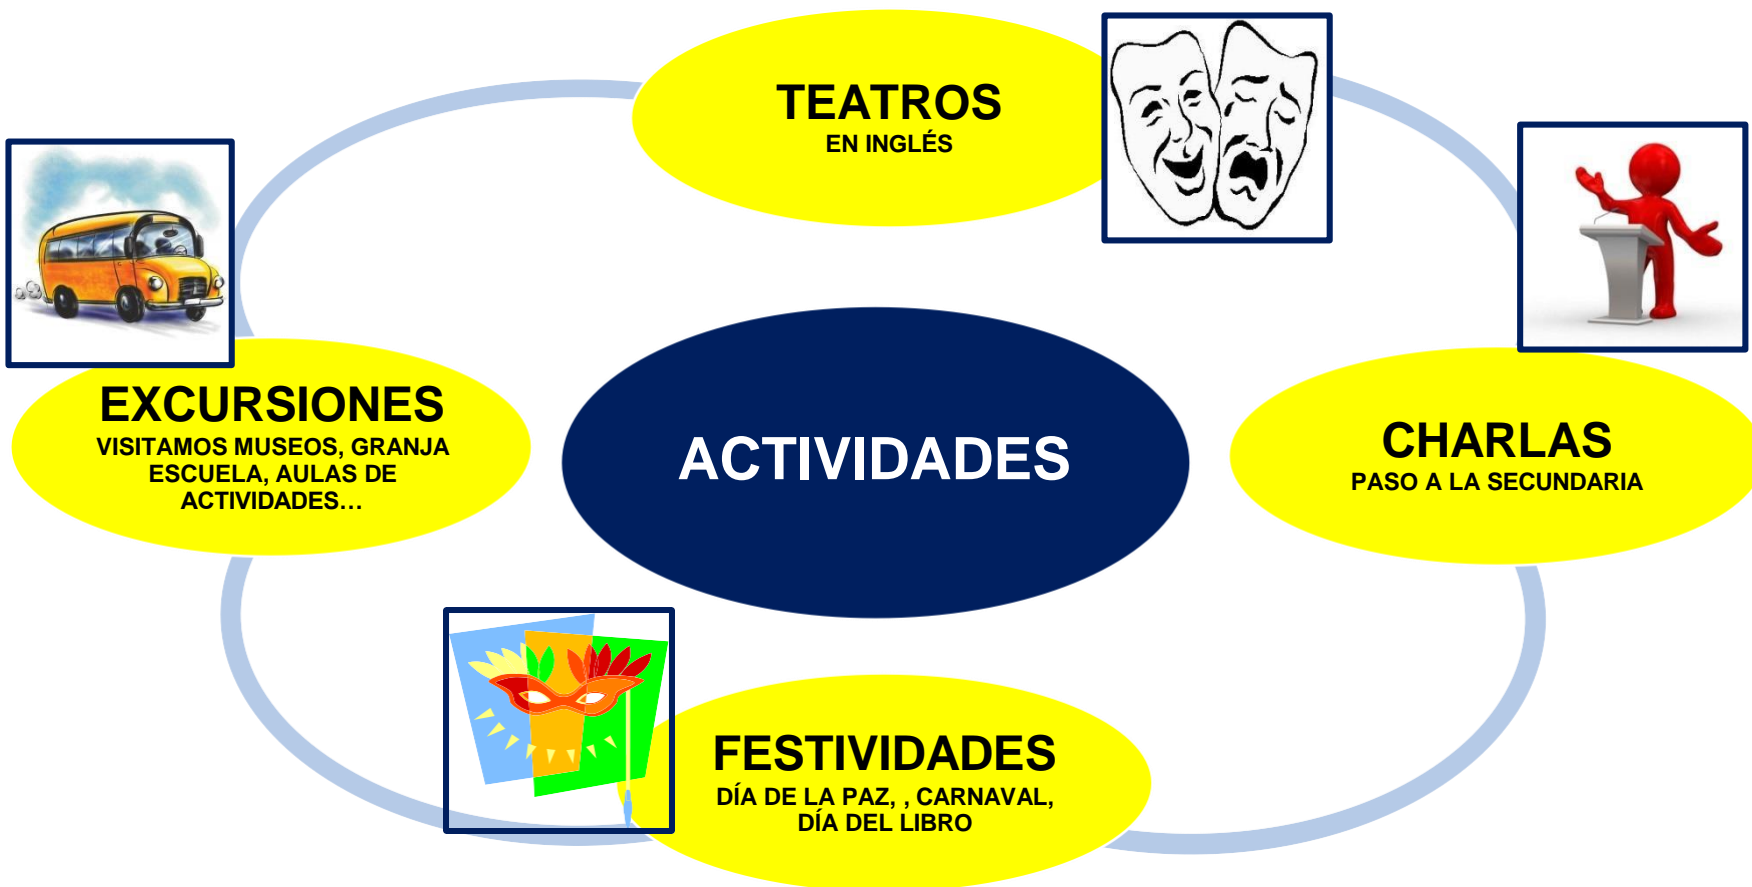 TEATROS
EN INGLÉS
EXCURSIONES
VISITAMOS MUSEOS, GRANJA
ESCUELA, AULAS DE
ACTIVIDADES…
ACTIVIDADES
CHARLAS
PASO A LA SECUNDARIA
FESTIVIDADES
DÍA DE LA PAZ, , CARNAVAL,
DÍA DEL LIBRO